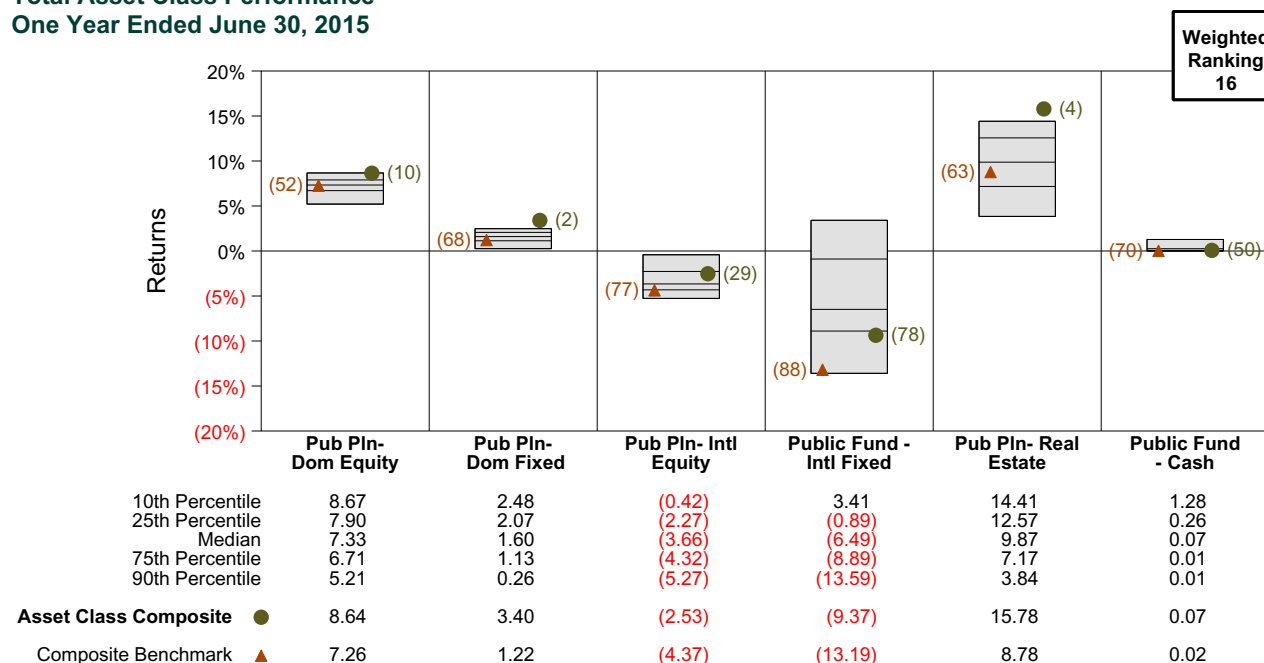 One Year Ended June 30, 2015
Weighted
Ranking
16
Returns
20%
15%
10%
5%
0%
(5%)
(10%)
(15%)
(20%)
(52) (10)
(68) (2)
(77) (29)
(88) (78)
(63) (4)
(70) (50)
Pub Pln- Dom Equity
Pub Pln- Dom Fixed
Pub Pln- Intl Equity
Public Fund - Intl Fixed
Pub Pln- Real Estate
Public Fund - Cash
10th Percentile 8.67 2.48 (0.42) 3.41 14.41 1.28
25th Percentile 7.90 2.07 (2.27) (0.89) 12.57 0.26
Median 7.33 1.60 (3.66) (6.49) 9.87 0.07
75th Percentile 6.71 1.13 (4.32) (8.89) 7.17 0.01
90th Percentile 5.21 0.26 (5.27) (13.59) 3.84 0.01
Asset Class Composite 8.64 3.40 (2.53) (9.37) 15.78 0.07
Composite Benchmark 7.26 1.22 (4.37) (13.19) 8.78 0.02